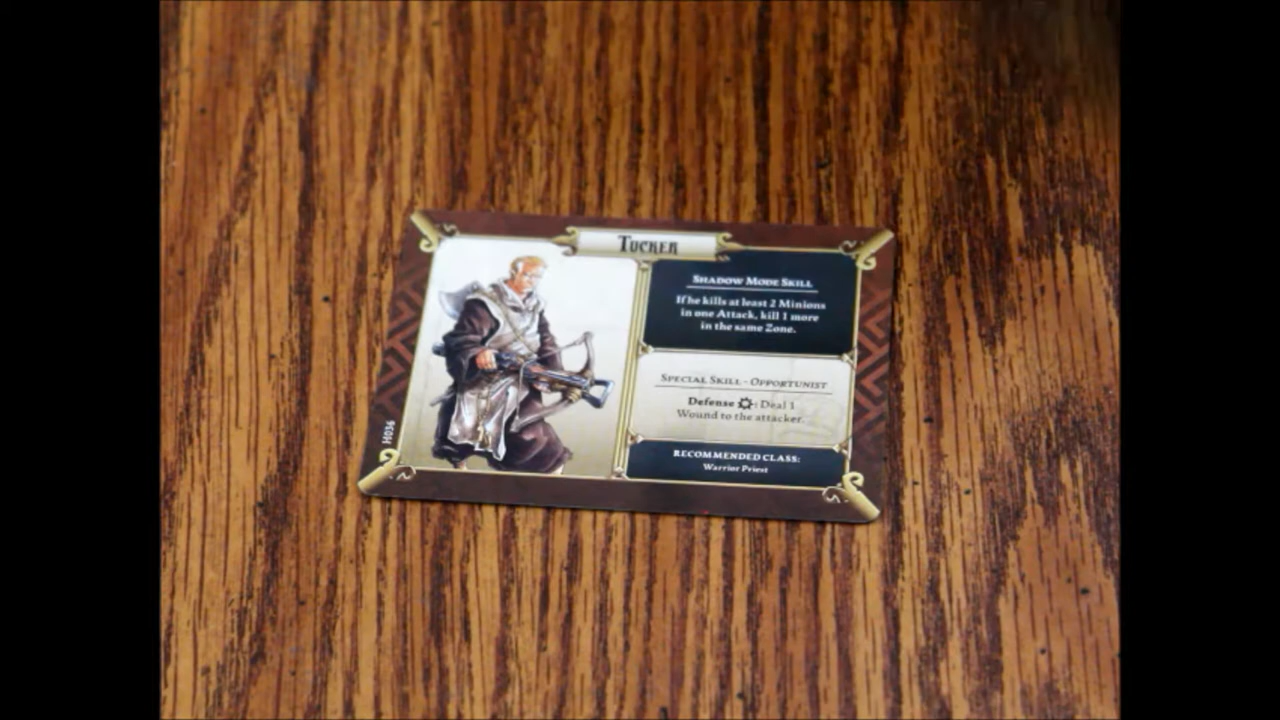 TUCKER
SHADOW MODE SKILL
If he kills at least 2 Minions
in one Attack, kill 1 more
in the same Zone.
SPECIAL SKILL - OPPORTUNIST
Defense : Deal 1
Wound to the attacker.
RECOMMENDED CLASS:
Warrior Priest
H036